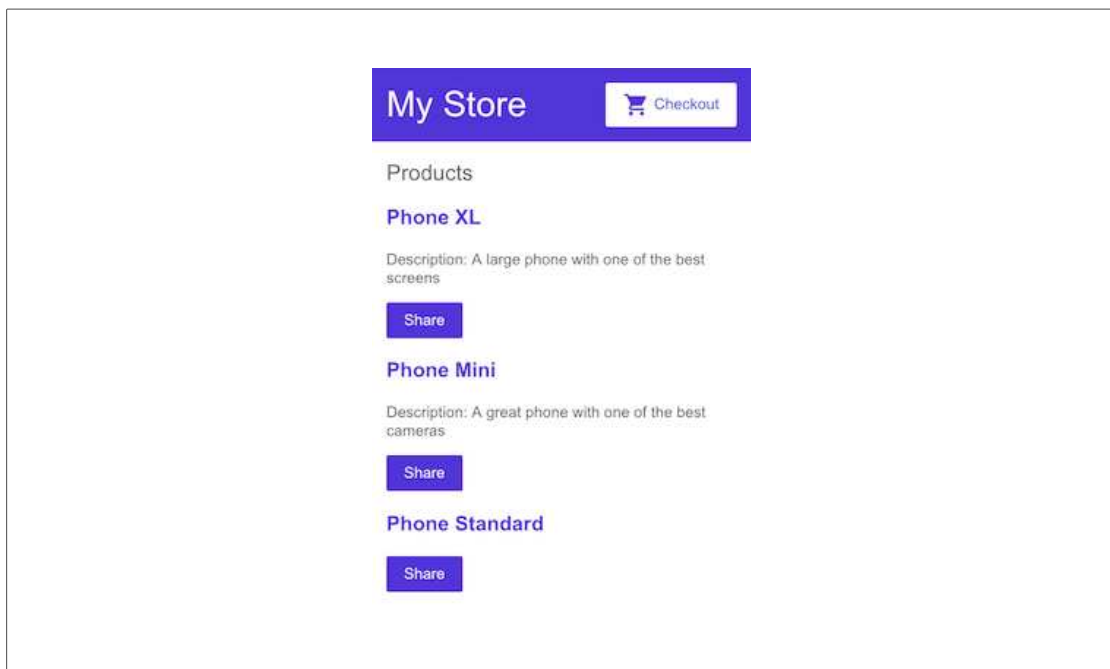 My Store
Checkout
Products
Phone XL
Description: A large phone with one of the best
screens
Share
Phone Mini
Description: A great phone with one of the best
cameras
Share
Phone Standard
Share